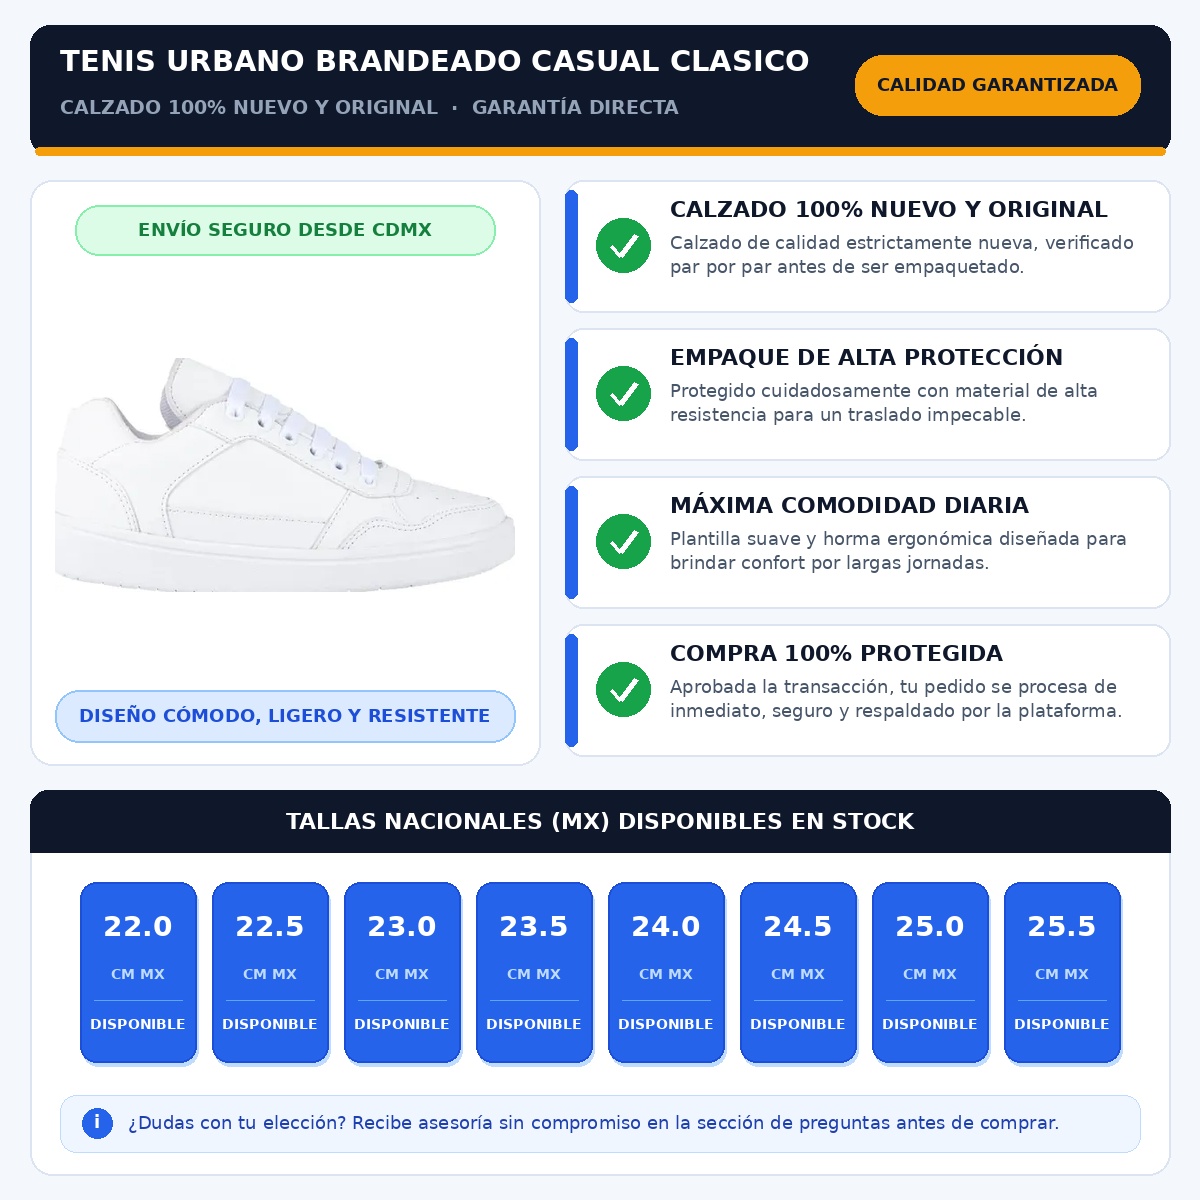 TENIS URBANO BRANDEADO CASUAL CLASICO
CALZADO 100% NUEVO Y ORIGINAL · GARANTÍA DIRECTA
CALIDAD GARANTIZADA
ENVÍO SEGURO DESDE CDMX
DISEÑO CÓMODO, LIGERO Y RESISTENTE
CALZADO 100% NUEVO Y ORIGINAL
Calzado de calidad estrictamente nueva, verificado
par por par antes de ser empaquetado.
EMPAQUE DE ALTA PROTECCIÓN
Protegido cuidadosamente con material de alta
resistencia para un traslado impecable.
MÁXIMA COMODIDAD DIARIA
Plantilla suave y horma ergonómica diseñada para
brindar confort por largas jornadas.
COMPRA 100% PROTEGIDA
Aprobada la transacción, tu pedido se procesa de
inmediato, seguro y respaldado por la plataforma.
TALLAS NACIONALES (MX) DISPONIBLES EN STOCK
22.0
CM MX
DISPONIBLE
22.5
CM MX
DISPONIBLE
23.0
CM MX
DISPONIBLE
23.5
CM MX
DISPONIBLE
24.0
CM MX
DISPONIBLE
24.5
CM MX
DISPONIBLE
25.0
CM MX
DISPONIBLE
25.5
CM MX
DISPONIBLE
i ¿Dudas con tu elección? Recibe asesoría sin compromiso en la sección de preguntas antes de comprar.